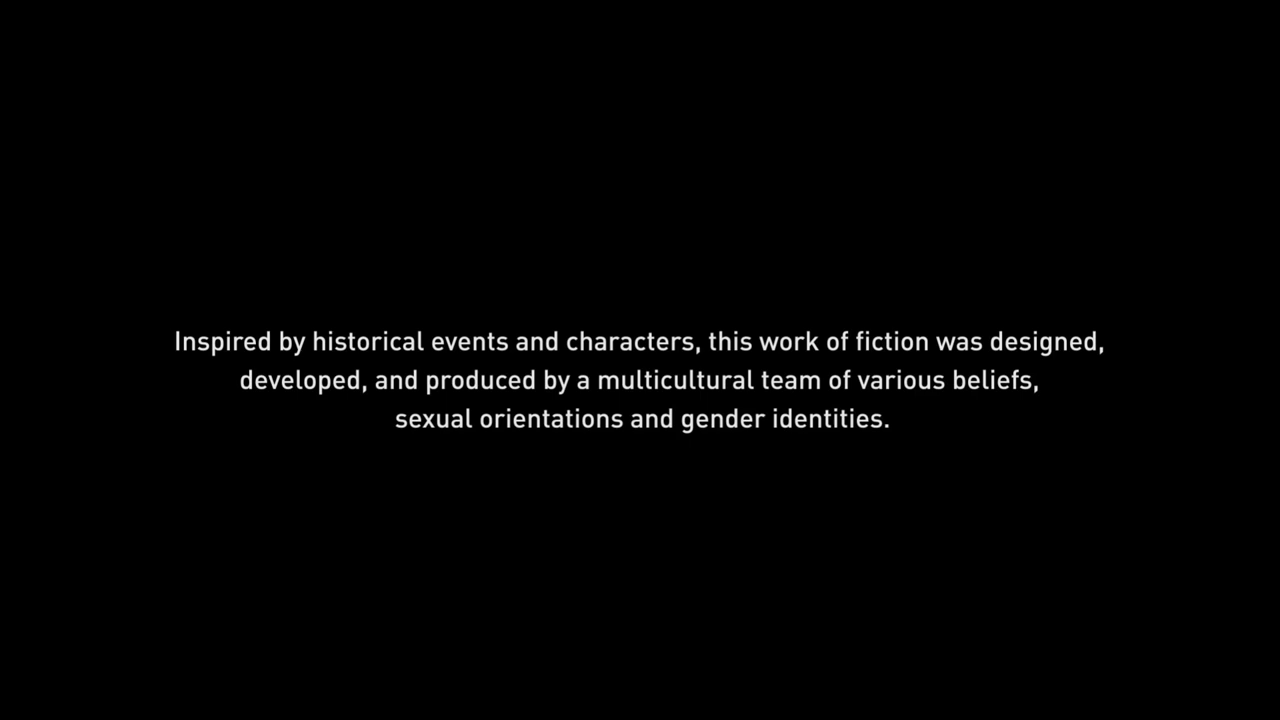 Inspired by historical events and characters, this work of fiction was designed,
developed, and produced by a multicultural team of various beliefs,
sexual orientations and gender identities.